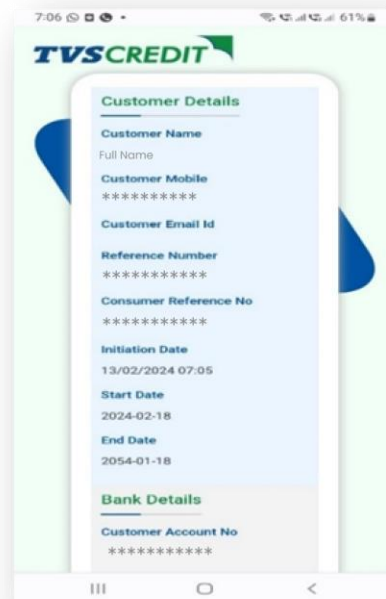 7:06
61%
TVSCREDIT
Customer Details
Customer Name
Full Name
Customer Mobile
**********
Customer Email Id
Reference Number
***********
Consumer Reference No
***********
Initiation Date
13/02/2024 07:05
Start Date
2024-02-18
End Date
2054-01-18
Bank Details
Customer Account No
***********